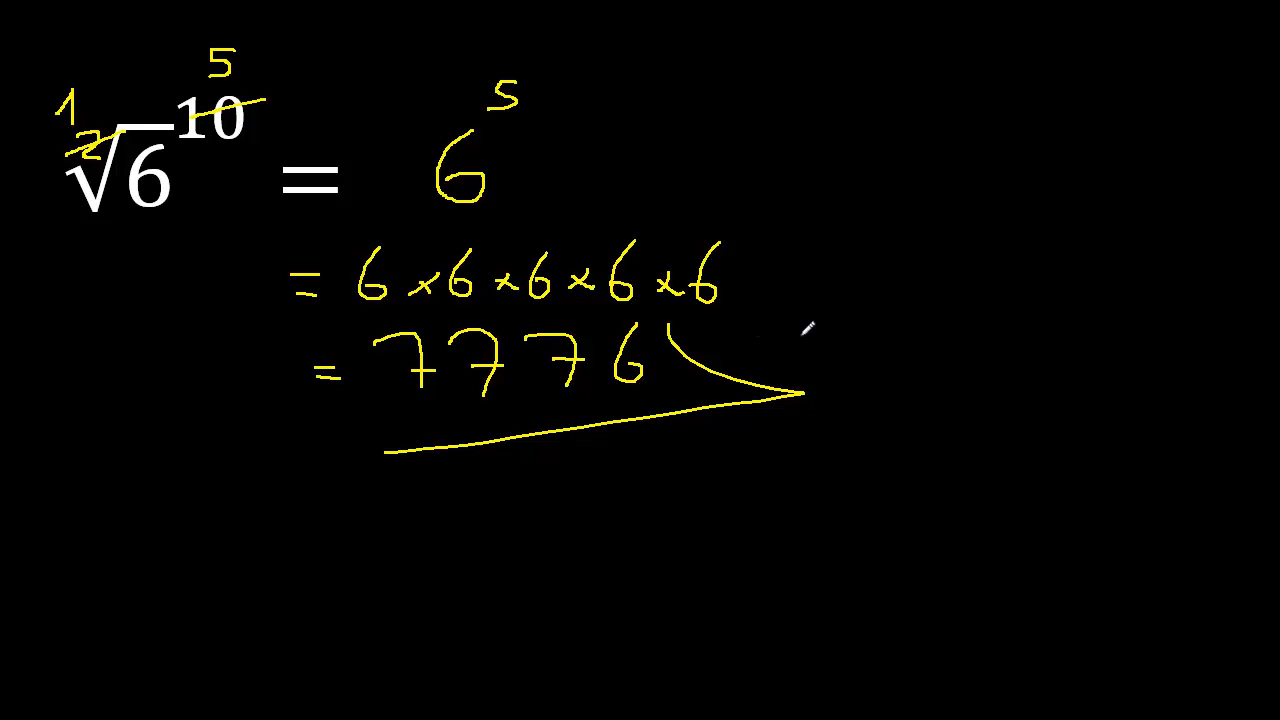 1 5
2√6^10 = 6^5
= 6 × 6 × 6 × 6 × 6
= 7776